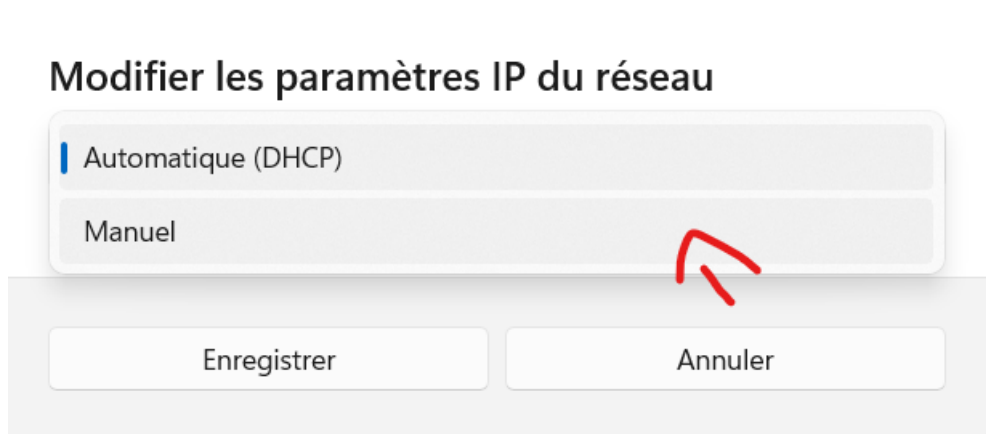 Modifier les paramètres IP du réseau
Automatique (DHCP)
Manuel
Enregistrer
Annuler